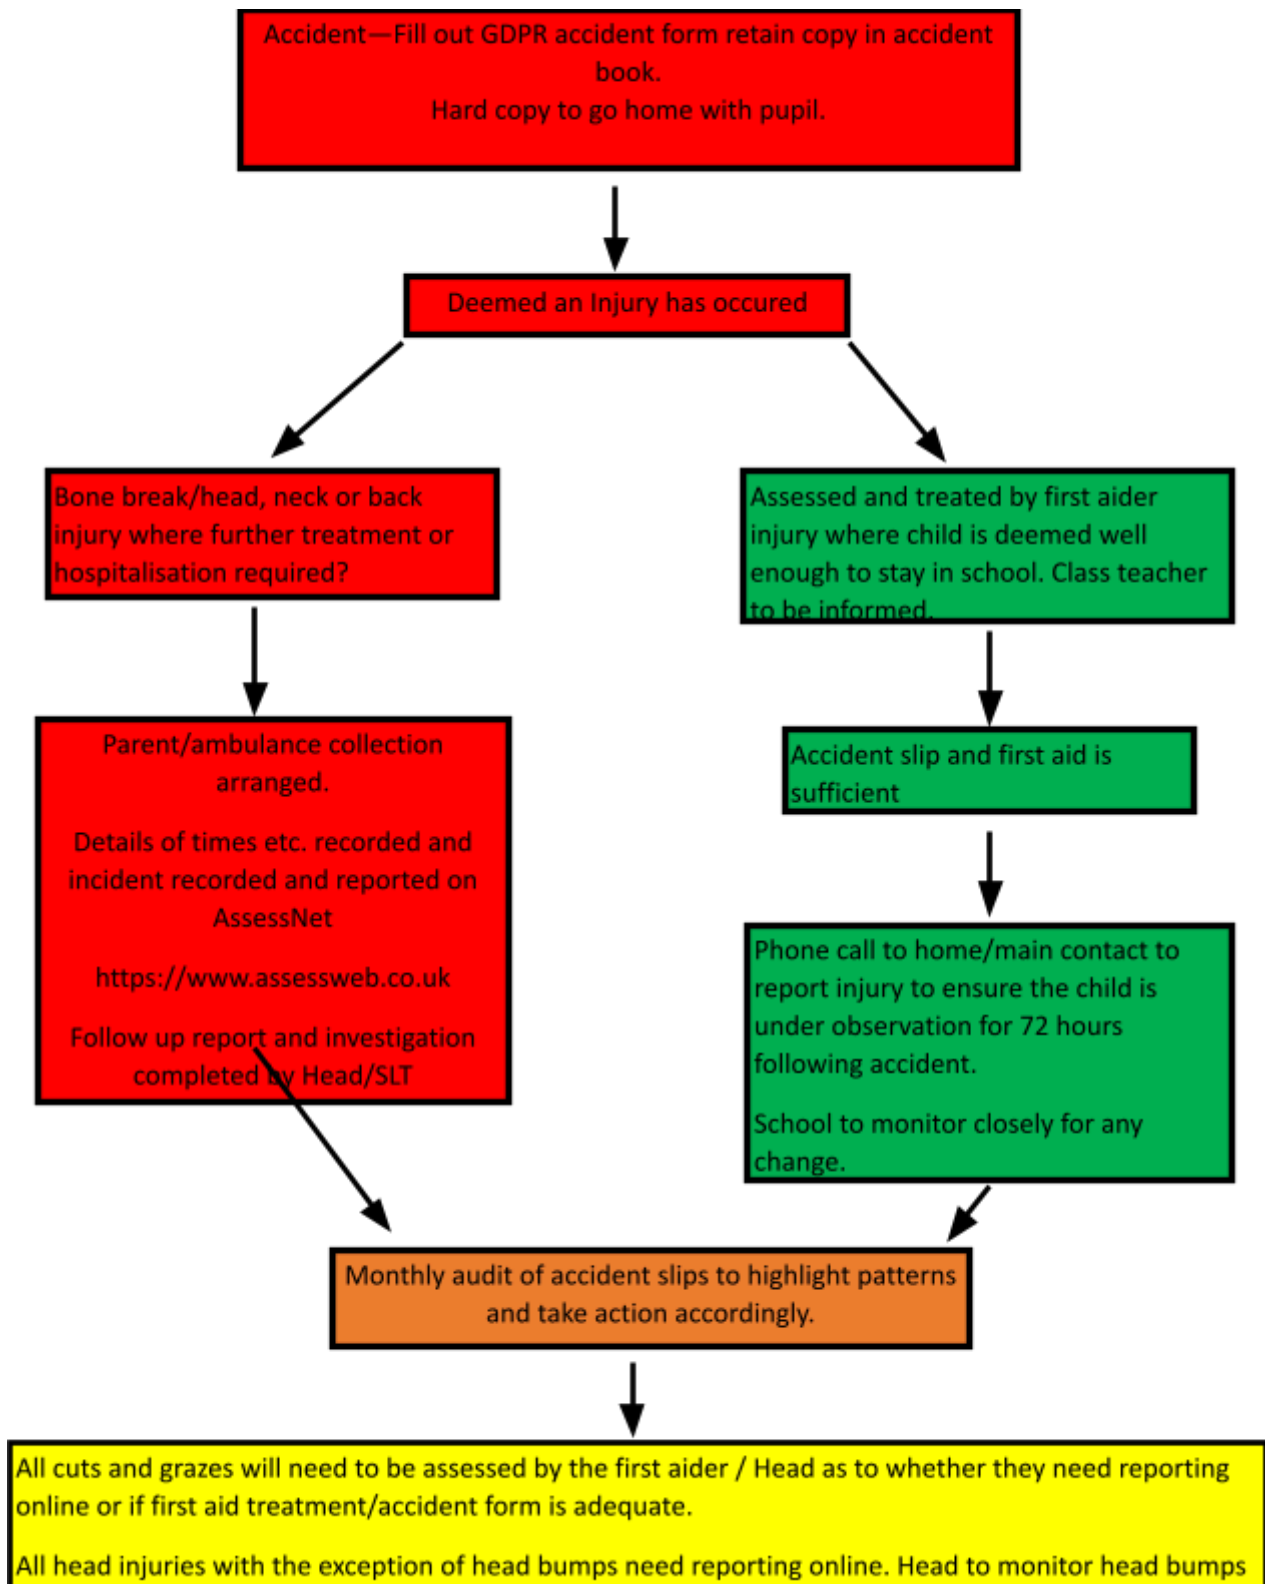 Accident—Fill out GDPR accident form retain copy in accident
book.
Hard copy to go home with pupil.
Deemed an Injury has occured
Bone break/head, neck or back
injury where further treatment or
hospitalisation required?
Assessed and treated by first aider
injury where child is deemed well
enough to stay in school. Class teacher
to be informed.
Parent/ambulance collection
arranged.
Details of times etc. recorded and
incident recorded and reported on
AssessNet
https://www.assessweb.co.uk
Follow up report and investigation
completed by Head/SLT
Accident slip and first aid is
sufficient
Phone call to home/main contact to
report injury to ensure the child is
under observation for 72 hours
following accident.
School to monitor closely for any
change.
Monthly audit of accident slips to highlight patterns
and take action accordingly.
All cuts and grazes will need to be assessed by the first aider / Head as to whether they need reporting
online or if first aid treatment/accident form is adequate.
All head injuries with the exception of head bumps need reporting online. Head to monitor head bumps